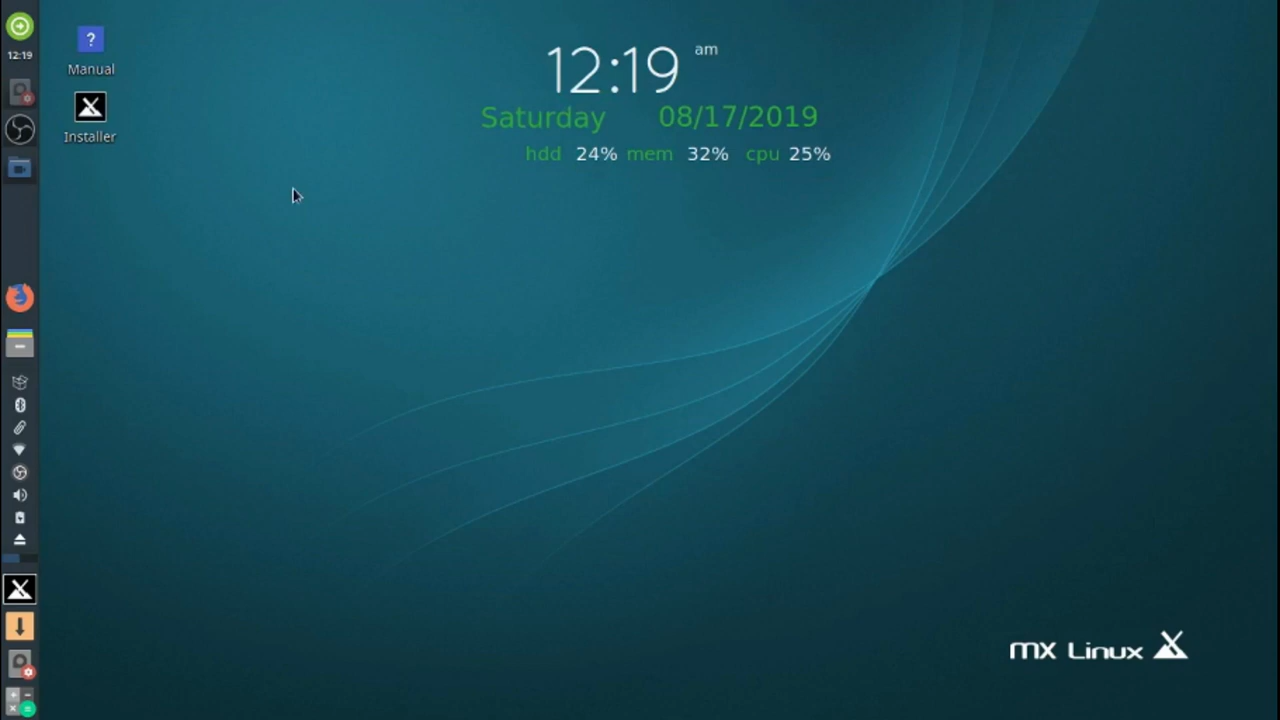 12:19
Manual
Installer
12:19 am
Saturday 08/17/2019
hdd 24% mem 32% cpu 25%
mx Linux